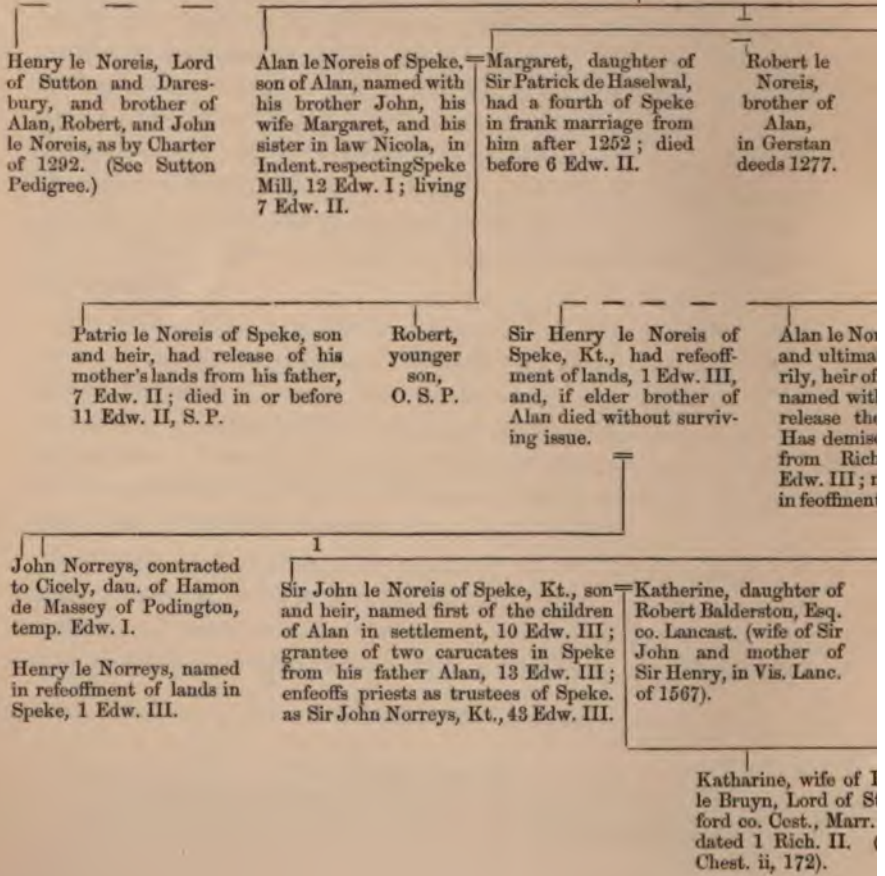 Henry le Noreis, Lord
of Sutton and Dares-
bury, and brother of
Alan, Robert, and John
le Noreis, as by Charter
of 1292. (See Sutton
Pedigree.)
Alan le Noreis of Speke,
son of Alan, named with
his brother John, his
wife Margaret, and his
sister in law Nicola, in
Indent.respectingSpeke
Mill, 12 Edw. I; living
7 Edw. II.
Margaret, daughter of
Sir Patrick de Haselwal,
had a fourth of Speke
in frank marriage from
him after 1252; died
before 6 Edw. II.
Robert le
Noreis,
brother of
Alan,
in Gerstan
deeds 1277.
Patric le Noreis of Speke, son
and heir, had release of his
mother's lands from his father,
7 Edw. II; died in or before
11 Edw. II, S. P.
Robert,
younger
son,
O. S. P.
Sir Henry le Noreis of
Speke, Kt., had refeoff-
ment of lands, 1 Edw. III,
and, if elder brother of
Alan died without surviv-
ing issue.
Alan le Nor
and ultima
rily, heir of
named with
release the
Has demise
from Rich
Edw. III;
in feoffment
1
John Norreys, contracted
to Cicely, dau. of Hamon
de Massey of Podington,
temp. Edw. I.
Henry le Norreys, named
in refeoffment of lands in
Speke, 1 Edw. III.
Sir John le Noreis of Speke, Kt., son
and heir, named first of the children
of Alan in settlement, 10 Edw. III;
grantee of two carucates in Speke
from his father Alan, 13 Edw. III;
enfeoffs priests as trustees of Speke.
as Sir John Norreys, Kt., 43 Edw. III.
Katherine, daughter of
Robert Balderston, Esq.
co. Lancast. (wife of Sir
John and mother of
Sir Henry, in Vis. Lanc.
of 1567).
Katharine, wife of
le Bruyn, Lord of St
ford co. Cest., Marr.
dated 1 Rich. II. (
Chest. ii, 172).